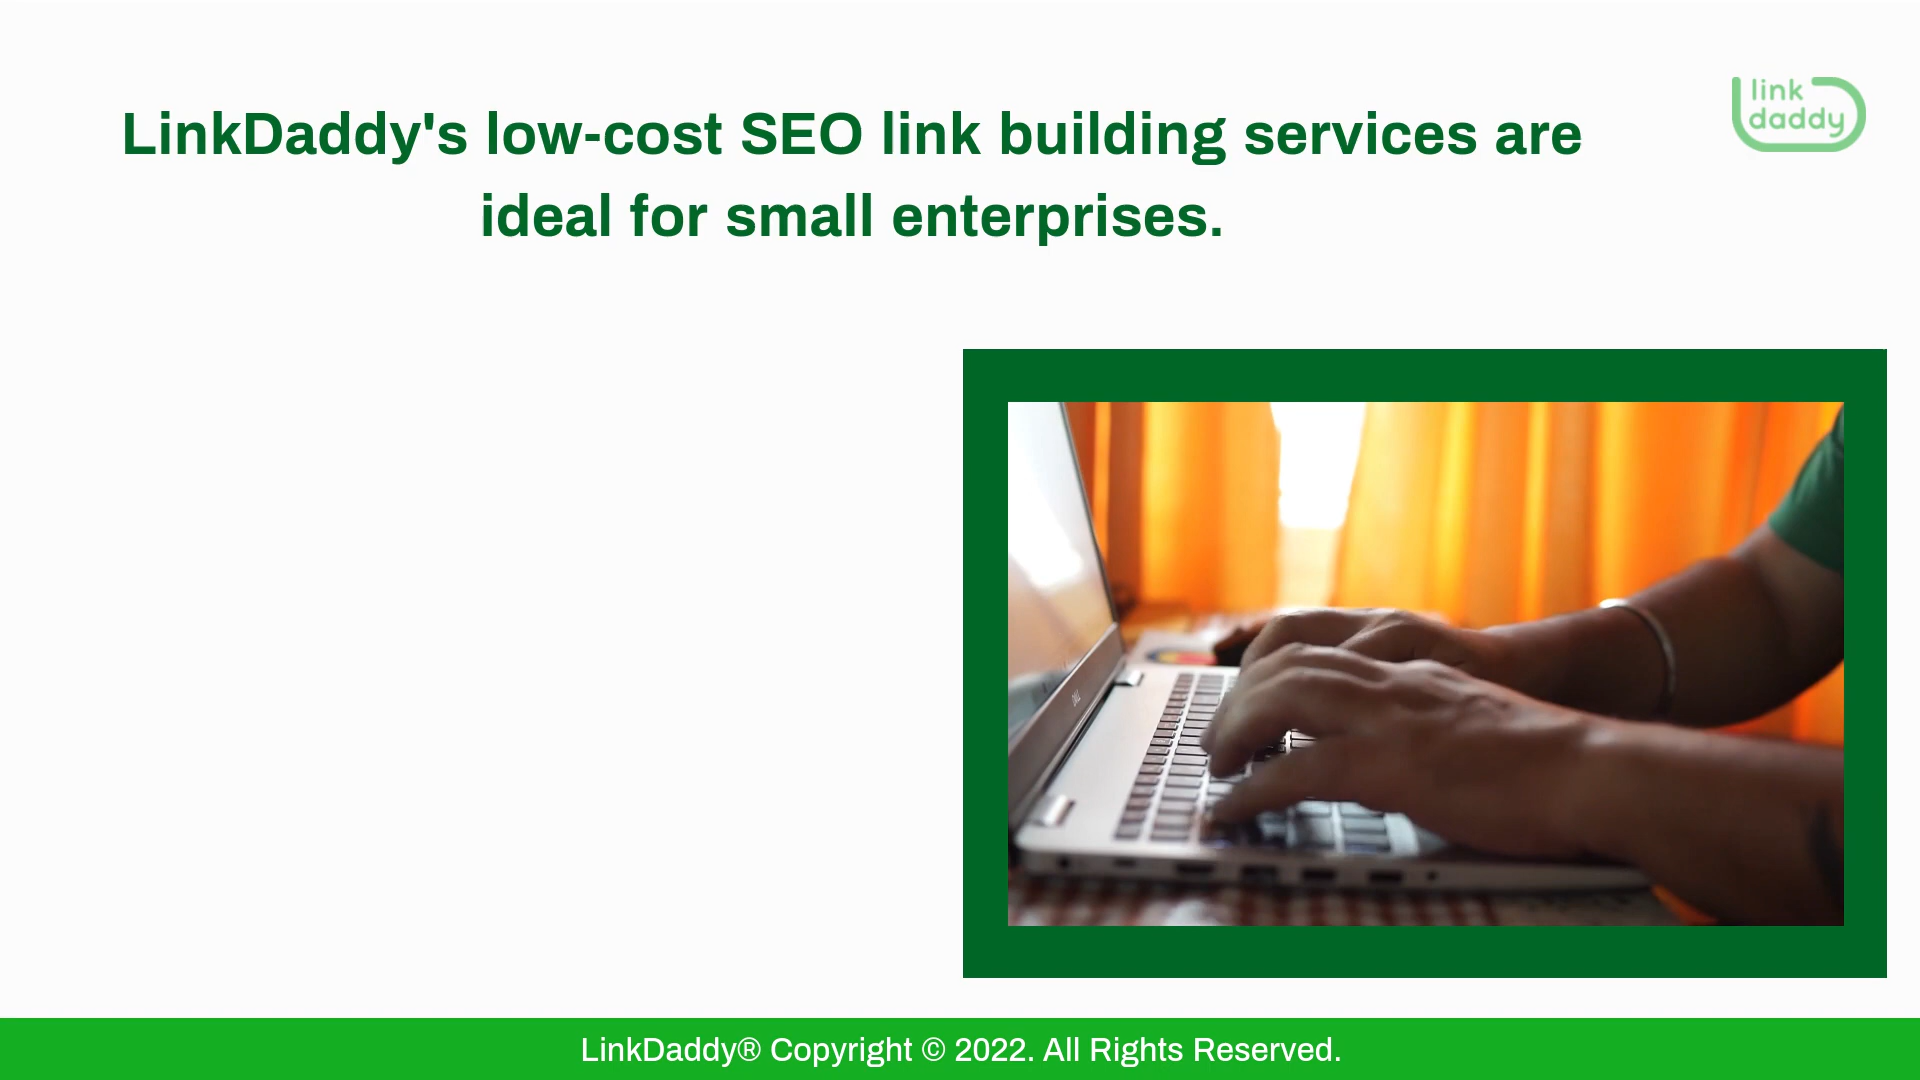 LinkDaddy's low-cost SEO link building services are
ideal for small enterprises.
link
daddy
DELL
LinkDaddy® Copyright © 2022. All Rights Reserved.